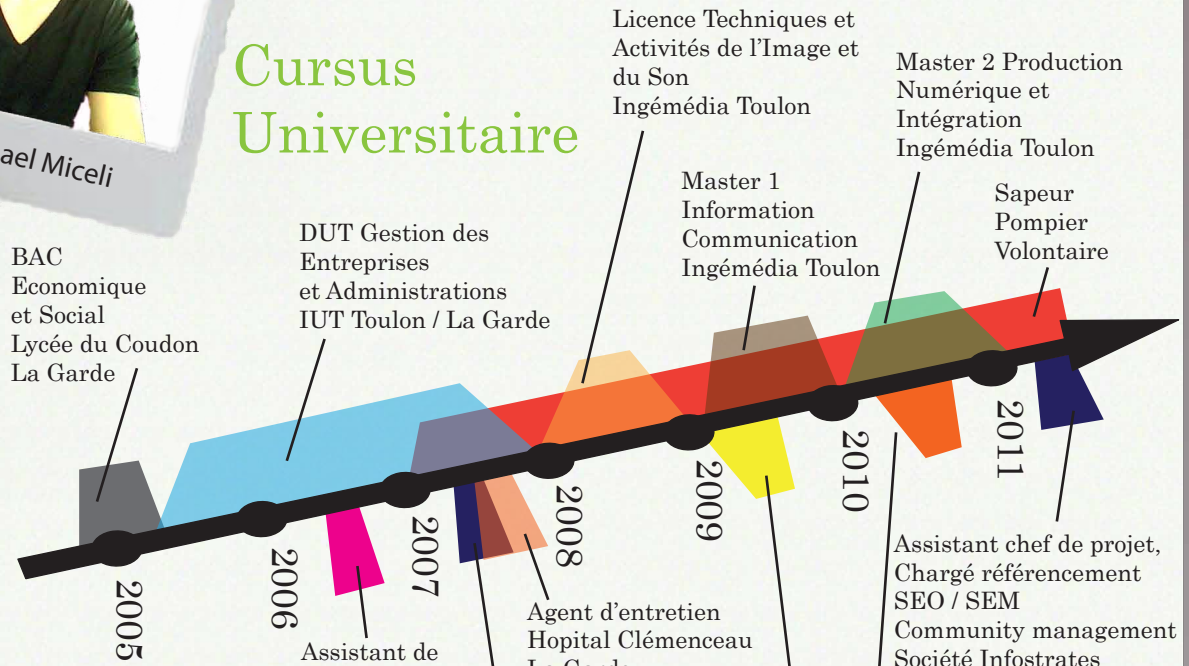 Cursus
Universitaire
ael Miceli
BAC
Economique
et Social
Lycée du Coudon
La Garde
DUT Gestion des
Entreprises
et Administrations
IUT Toulon / La Garde
Licence Techniques et
Activités de l'Image et
du Son
Ingémédia Toulon
Master 1
Information
Communication
Ingémédia Toulon
Master 2 Production
Numérique et
Intégration
Ingémédia Toulon
Sapeur
Pompier
Volontaire
2005
2006
2007
2008
2009
2010
2011
Assistant de
Agent d'entretien
Hopital Clémenceau
La Garde
Assistant chef de projet,
Chargé référencement
SEO / SEM
Community management
Société Infostrates